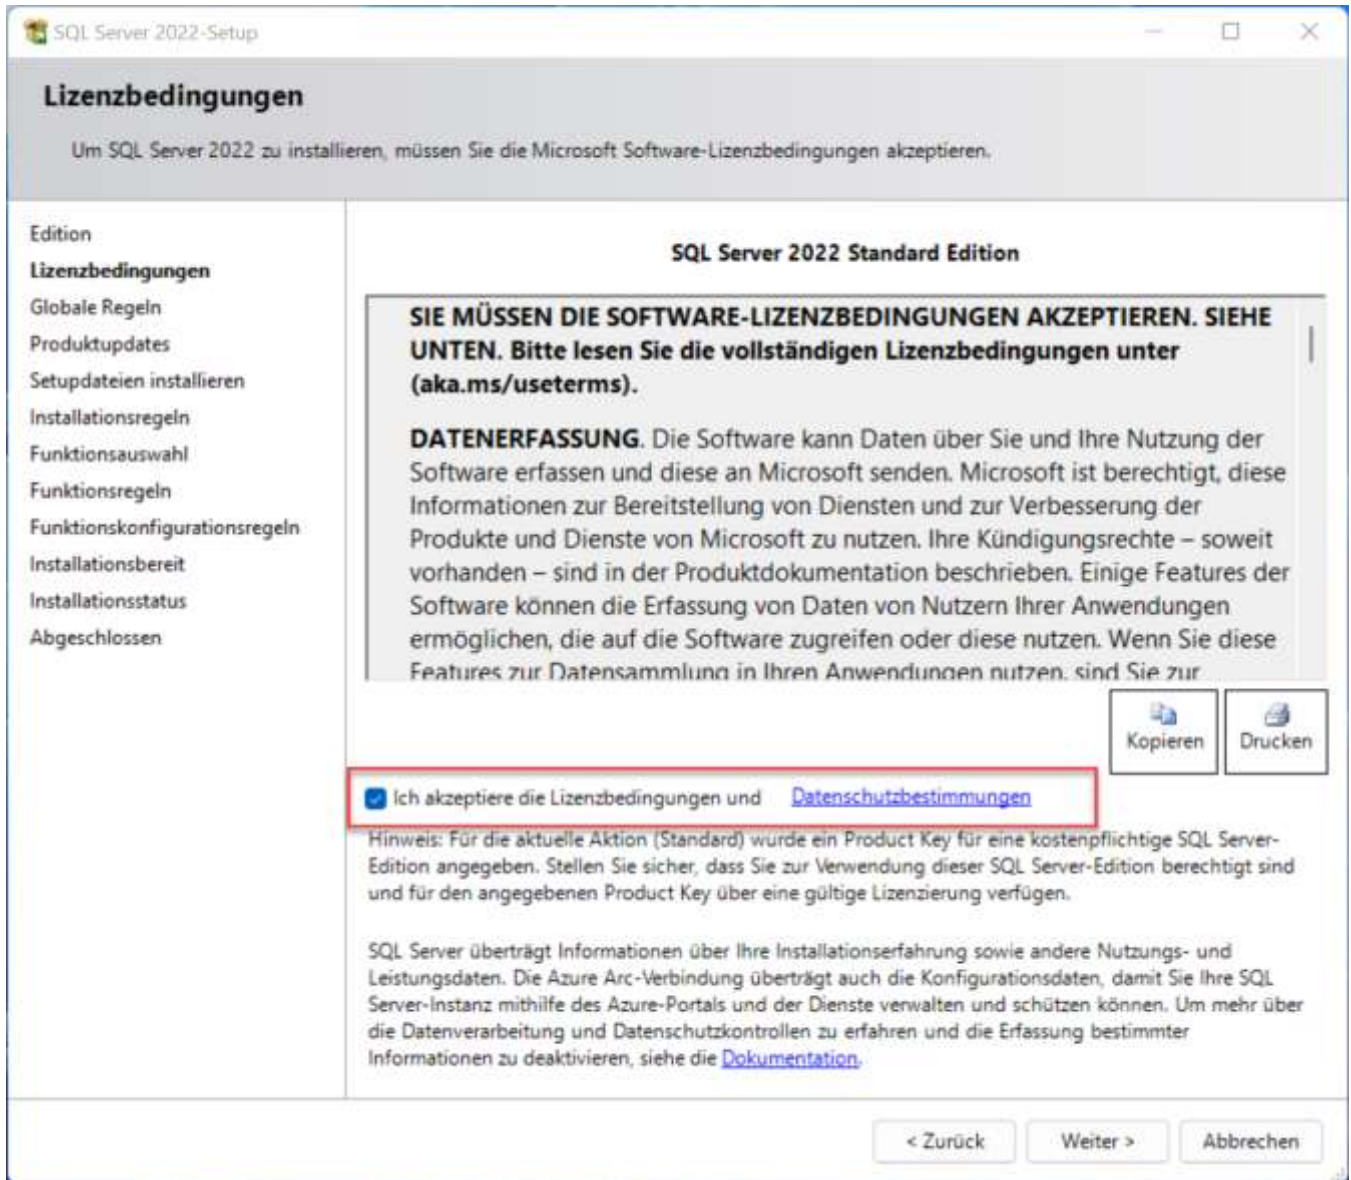 SQL Server 2022-Setup
Lizenzbedingungen
Um SQL Server 2022 zu installieren, müssen Sie die Microsoft Software-Lizenzbedingungen akzeptieren.
Edition
Lizenzbedingungen
Globale Regeln
Produktupdates
Setupdateien installieren
Installationsregeln
Funktionsauswahl
Funktionsregeln
Funktionskonfigurationsregeln
Installationsbereit
Installationsstatus
Abgeschlossen
SQL Server 2022 Standard Edition
SIE MÜSSEN DIE SOFTWARE-LIZENZBEDINGUNGEN AKZEPTIEREN. SIEHE
UNTEN. Bitte lesen Sie die vollständigen Lizenzbedingungen unter
(aka.ms/useterms).
DATENERFASSUNG. Die Software kann Daten über Sie und Ihre Nutzung der
Software erfassen und diese an Microsoft senden. Microsoft ist berechtigt, diese
Informationen zur Bereitstellung von Diensten und zur Verbesserung der
Produkte und Dienste von Microsoft zu nutzen. Ihre Kündigungsrechte – soweit
vorhanden – sind in der Produktdokumentation beschrieben. Einige Features der
Software können die Erfassung von Daten von Nutzern Ihrer Anwendungen
ermöglichen, die auf die Software zugreifen oder diese nutzen. Wenn Sie diese
Features zur Datensammlung in Ihren Anwendungen nutzen, sind Sie zur
Kopieren
Drucken
Ich akzeptiere die Lizenzbedingungen und Datenschutzbestimmungen
Hinweis: Für die aktuelle Aktion (Standard) wurde ein Product Key für eine kostenpflichtige SQL Server-
Edition angegeben. Stellen Sie sicher, dass Sie zur Verwendung dieser SQL Server-Edition berechtigt sind
und für den angegebenen Product Key über eine gültige Lizenzierung verfügen.
SQL Server überträgt Informationen über Ihre Installationserfahrung sowie andere Nutzungs- und
Leistungsdaten. Die Azure Arc-Verbindung überträgt auch die Konfigurationsdaten, damit Sie Ihre SQL
Server-Instanz mithilfe des Azure-Portals und der Dienste verwalten und schützen können. Um mehr über
die Datenverarbeitung und Datenschutzkontrollen zu erfahren und die Erfassung bestimmter
Informationen zu deaktivieren, siehe die Dokumentation.
< Zurück
Weiter >
Abbrechen